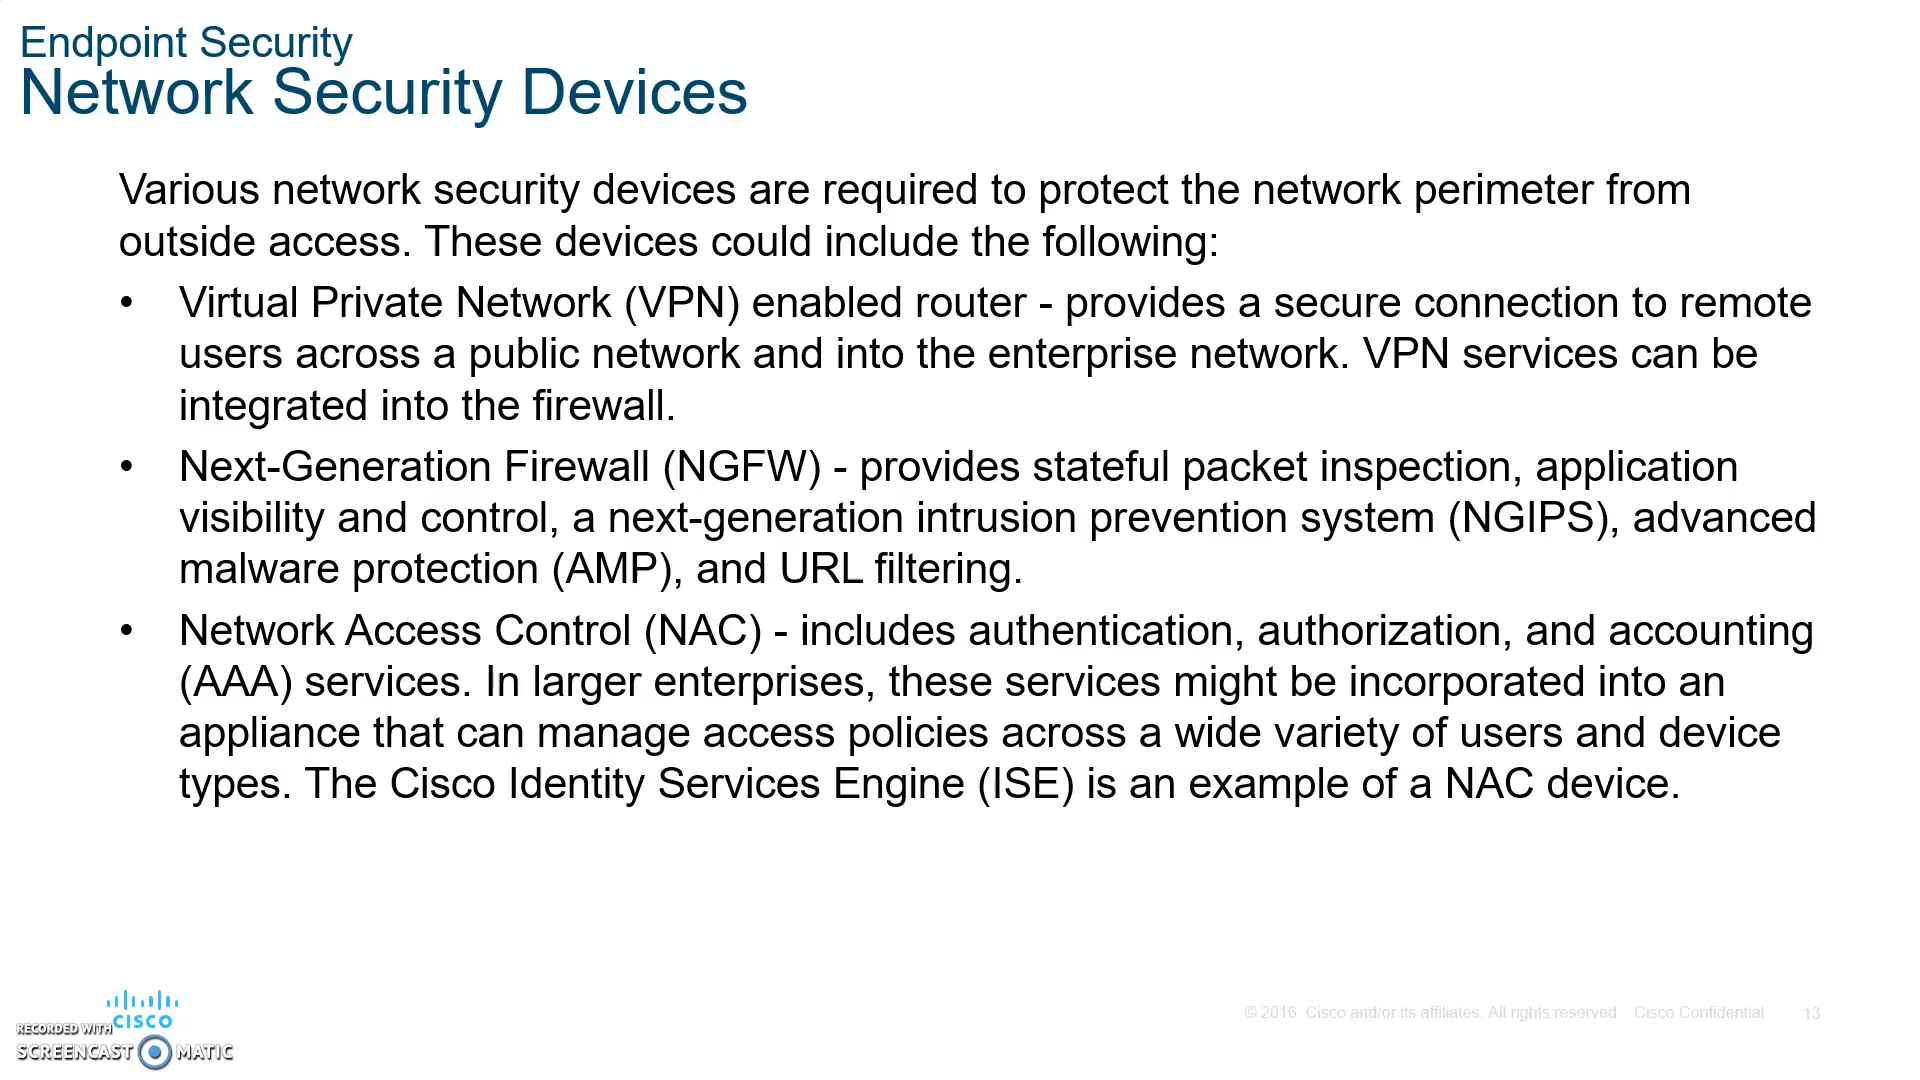 Endpoint Security
Network Security Devices
Various network security devices are required to protect the network perimeter from
outside access. These devices could include the following:
• Virtual Private Network (VPN) enabled router - provides a secure connection to remote
users across a public network and into the enterprise network. VPN services can be
integrated into the firewall.
• Next-Generation Firewall (NGFW) - provides stateful packet inspection, application
visibility and control, a next-generation intrusion prevention system (NGIPS), advanced
malware protection (AMP), and URL filtering.
• Network Access Control (NAC) - includes authentication, authorization, and accounting
(AAA) services. In larger enterprises, these services might be incorporated into an
appliance that can manage access policies across a wide variety of users and device
types. The Cisco Identity Services Engine (ISE) is an example of a NAC device.
CISCO
RECORDED WITH
SCREENCAST MATIC
© 2016 Cisco and/or its affiliates. All rights reserved. Cisco Confidential 13